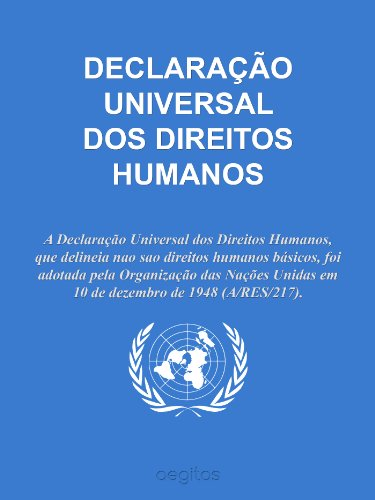 DECLARAÇÃO
UNIVERSAL
DOS DIREITOS
HUMANOS
A Declaração Universal dos Direitos Humanos,
que delineia nao sao direitos humanos básicos, foi
adotada pela Organização das Nações Unidas em
10 de dezembro de 1948 (A/RES/217).
aegitas